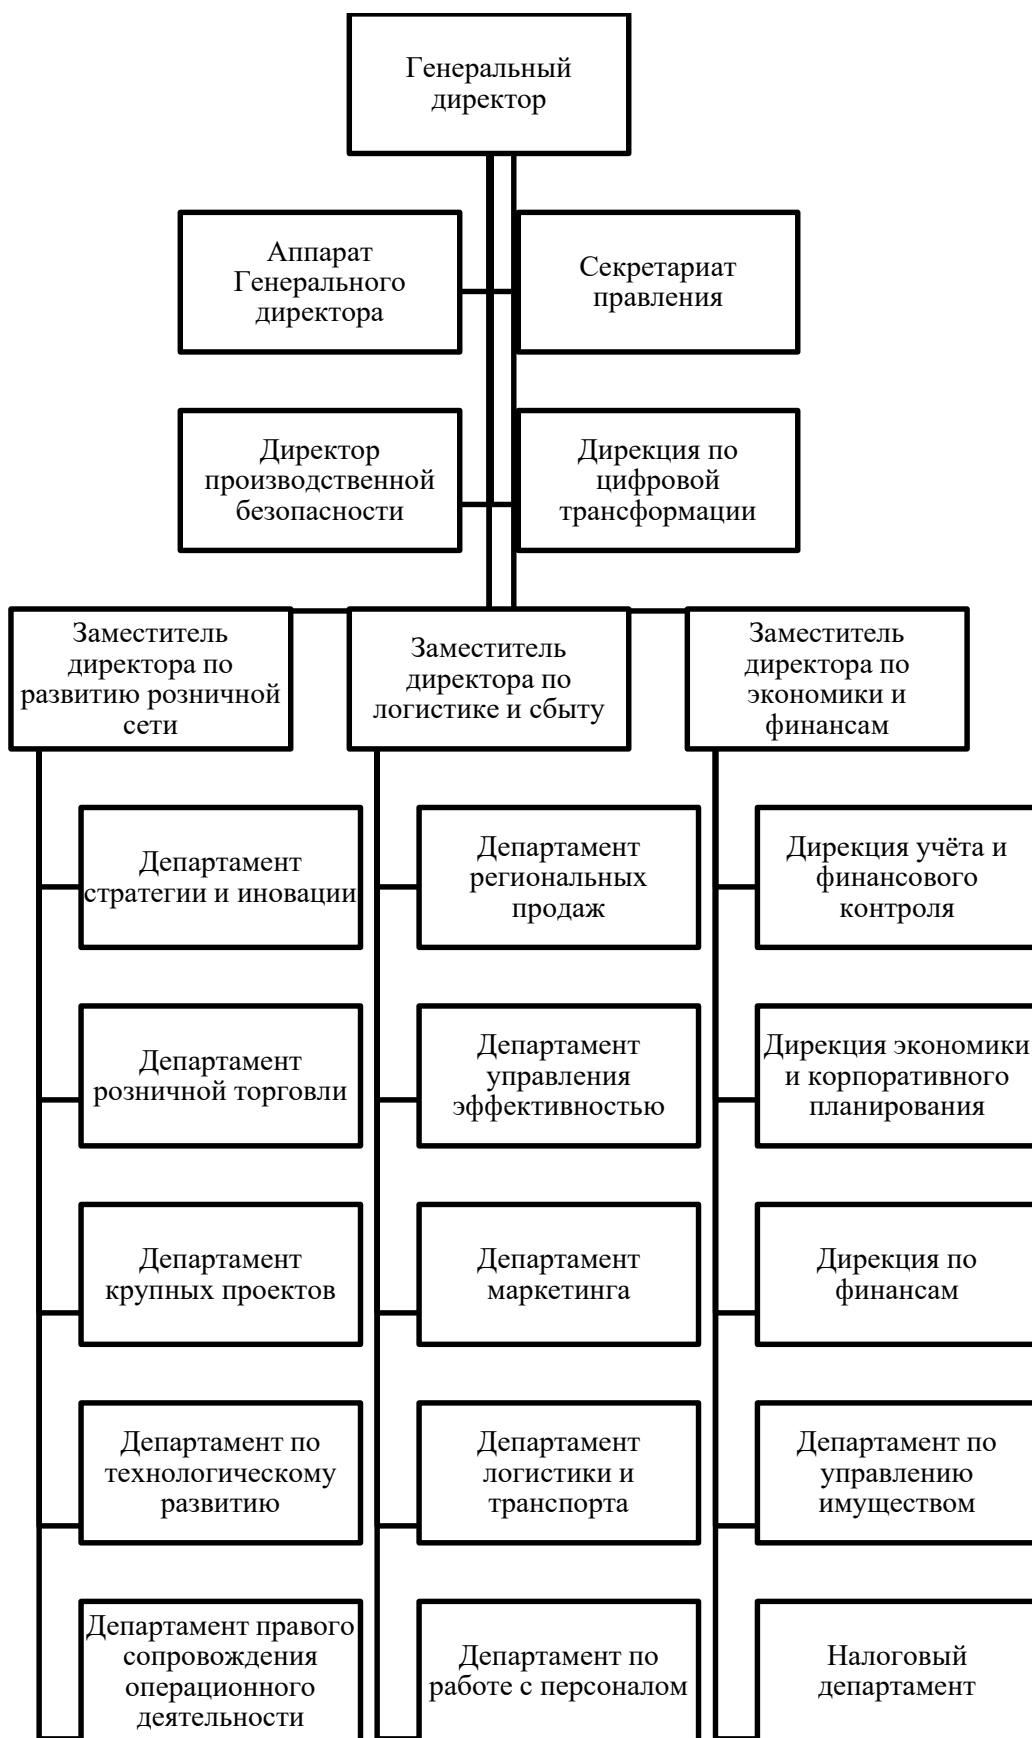 Генеральный
директор
Аппарат
Генерального
директора
Секретариат
правления
Директор
производственной
безопасности
Дирекция по
цифровой
трансформации
Заместитель
директора по
развитию розничной
сети
Заместитель
директора по
логистике и сбыту
Заместитель
директора по
экономики и
финансам
Департамент
стратегии и иновации
Департамент
региональных
продаж
Дирекция учёта и
финансового
контроля
Департамент
розничной торговли
Департамент
управления
эффективностью
Дирекция экономики
и корпоративного
планирования
Департамент
крупных проектов
Департамент
маркетинга
Дирекция по
финансам
Департамент по
технологическому
развитию
Департамент
логистики и
транспорта
Департамент по
управлению
имуществом
Департамент правого
сопровождения
операционного
деятельности
Департамент по
работе с персоналом
Налоговый
департамент